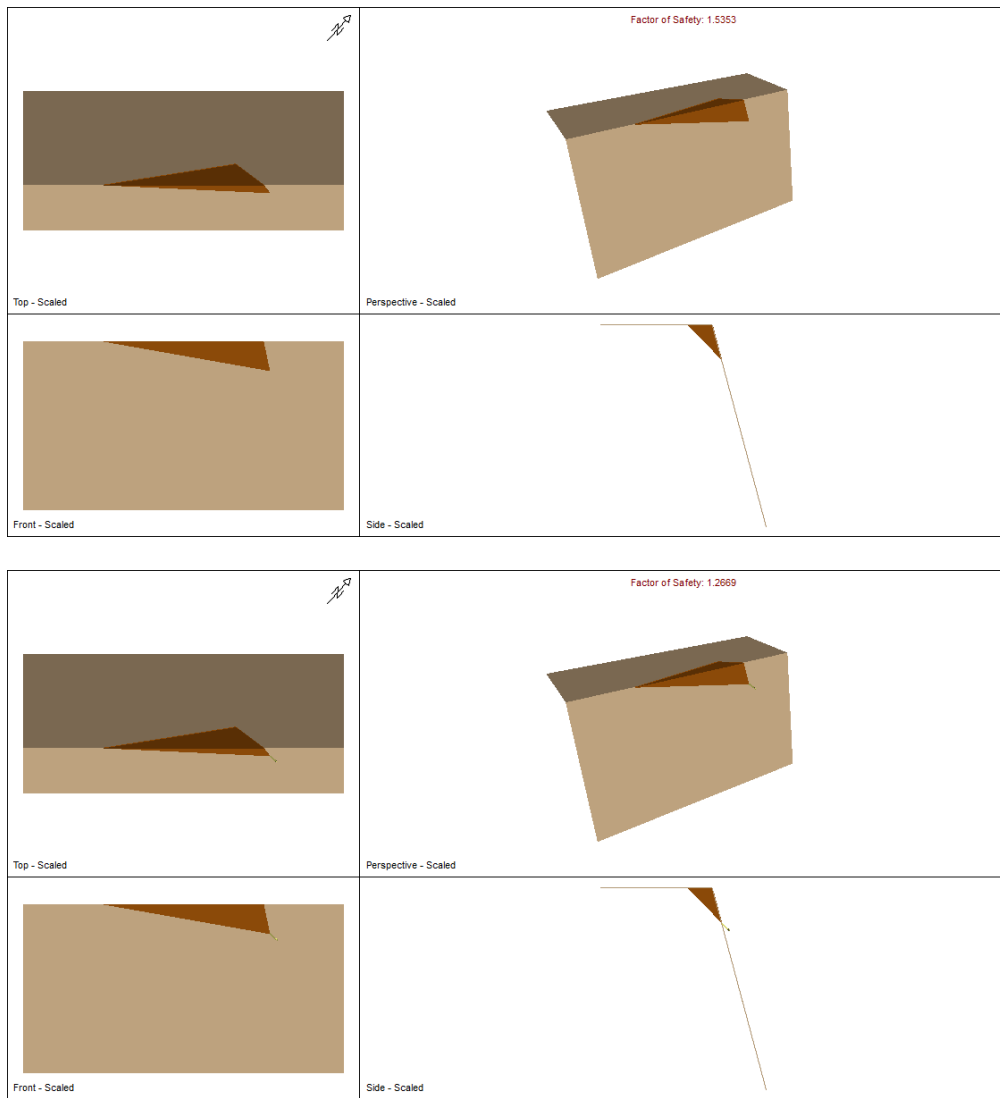 N
Factor of Safety: 1.5353
Top - Scaled
Perspective - Scaled
Front - Scaled
Side - Scaled
N
Factor of Safety: 1.2669
Top - Scaled
Perspective - Scaled
Front - Scaled
Side - Scaled